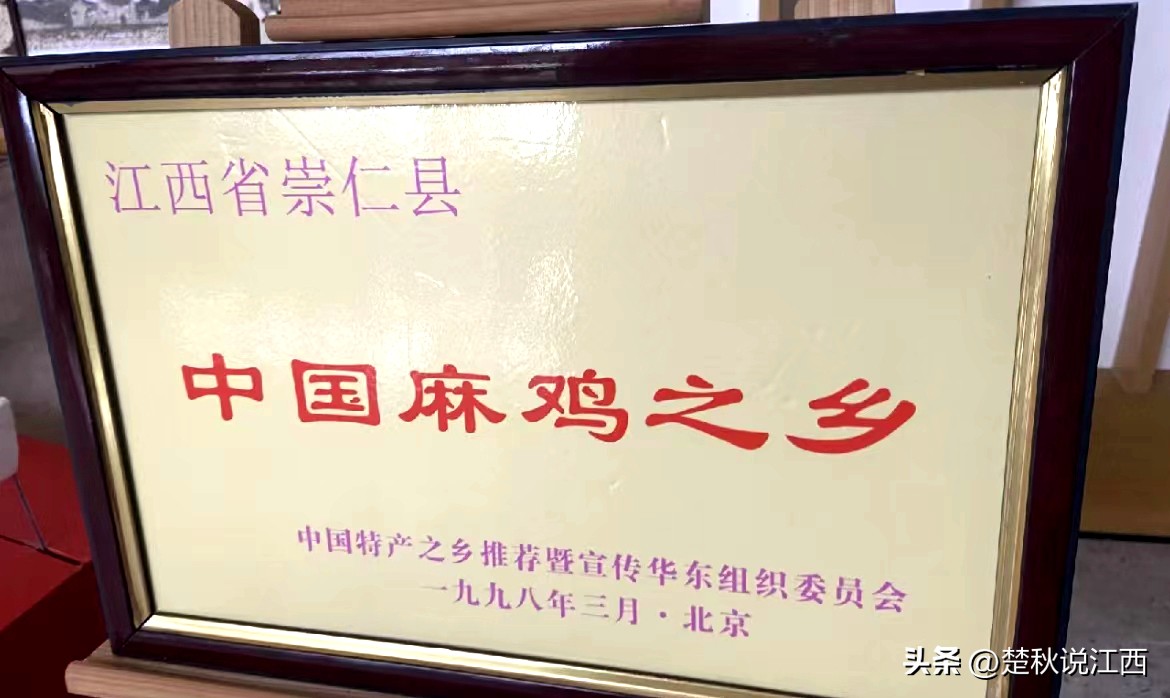 江西省崇仁县
中国麻鸡之乡
中国特产之乡推荐暨宣传华东组织委员会
一九九八年三月·北京
头条 @楚秋说江西